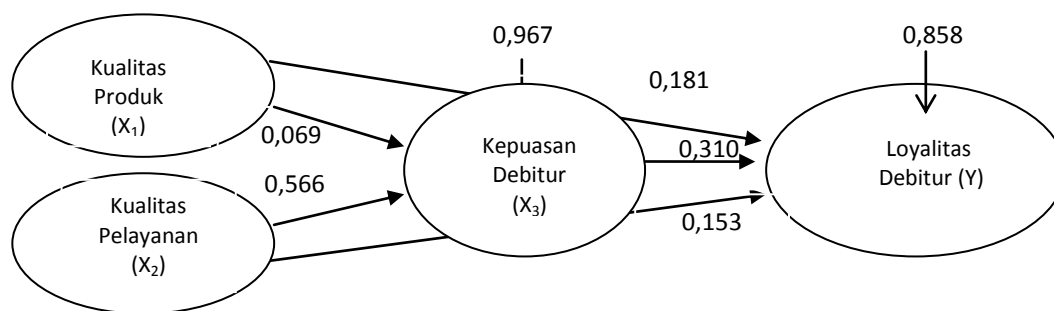 0,967
0,858
Kualitas
Produk
(X₁)
0,069
0,181
Kepuasan
Debitur
(X₃)
0,310
Loyalitas
Debitur (Y)
0,566
Kualitas
Pelayanan
(X₂)
0,153